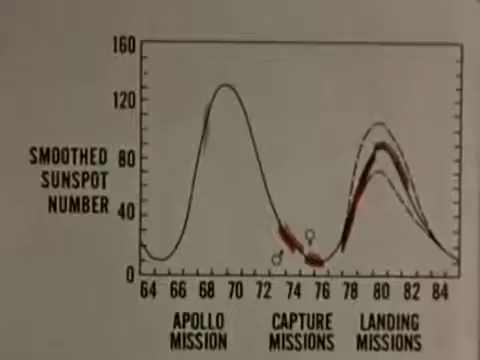 160
120
SMOOTHED
80
SUNSPOT
NUMBER
40
0
64 66 68 70 72 74 76 78 80 82 84
APOLLO CAPTURE LANDING
MISSION MISSIONS MISSIONS